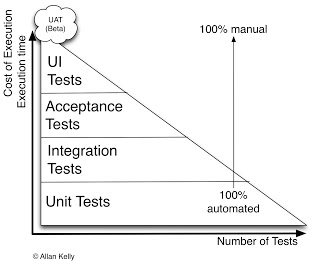 UAT
(Beta)
100% manual
Cost of Execution
Execution time
UI
Tests
Acceptance
Tests
Integration
Tests
Unit Tests
100%
automated
Number of Tests
© Allan Kelly